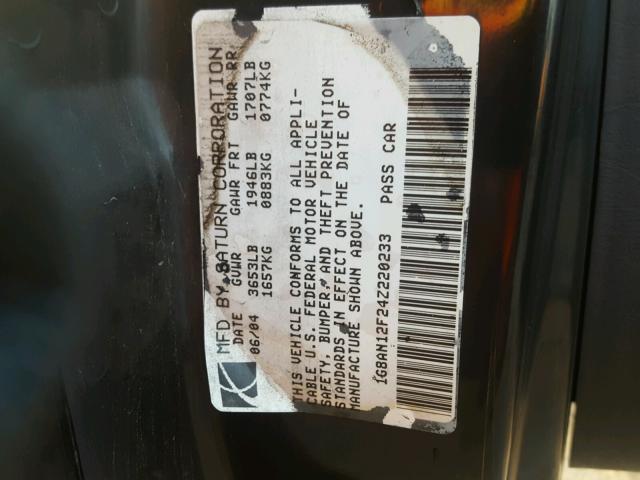 MFD BY SATURN CORPORATION
DATE GVWR GAWR FRT GAWR RR
06/04 3653LB 1946LB 1707LB
1657KG 0883KG 0774KG
THIS VEHICLE CONFORMS TO ALL APPLI-
CABLE U.S. FEDERAL MOTOR VEHICLE
SAFETY, BUMPER, AND THEFT PREVENTION
STANDARDS IN EFFECT ON THE DATE OF
MANUFACTURE SHOWN ABOVE.
1G8AN12F24Z220233 PASS CAR